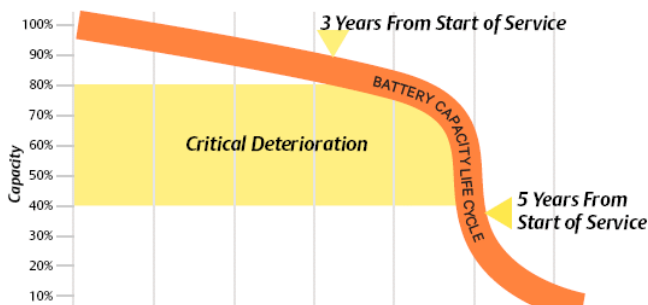 3 Years From Start of Service
100%
90%
80%
70%
60%
50%
40%
30%
20%
10%
Capacity
BATTERY CAPACITY LIFE CYCLE
Critical Deterioration
5 Years From
Start of Service